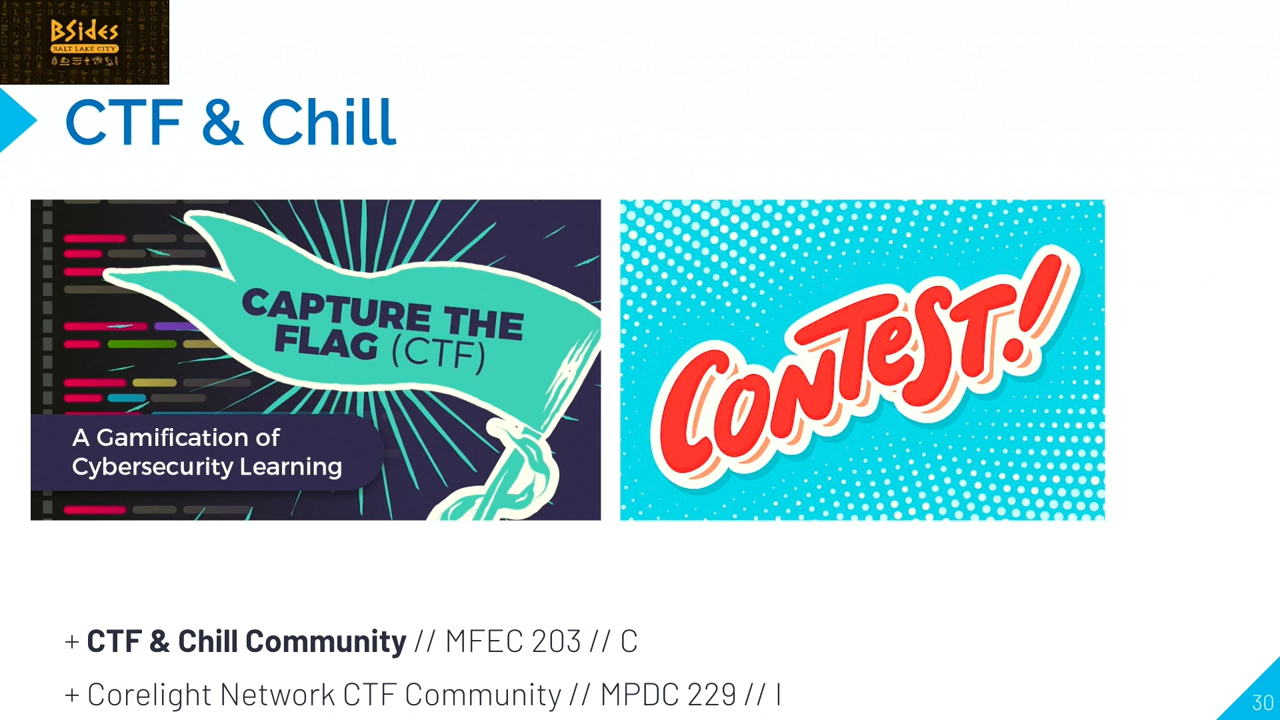 BSides
SALT LAKE CITY
CTF & Chill
CAPTURE THE
FLAG (CTF)
A Gamification of
Cybersecurity Learning
CONTEST!
+ CTF & Chill Community // MFEC 203 // C
+ Corelight Network CTF Community // MPDC 229 // I
30